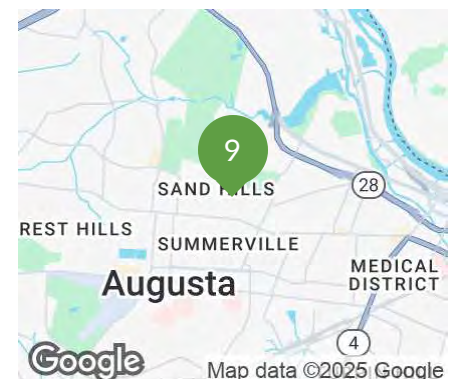 9
SAND HILLS
28
REST HILLS
SUMMERVILLE
MEDICAL
DISTRICT
Augusta
4
Google
Map data ©2025 Google